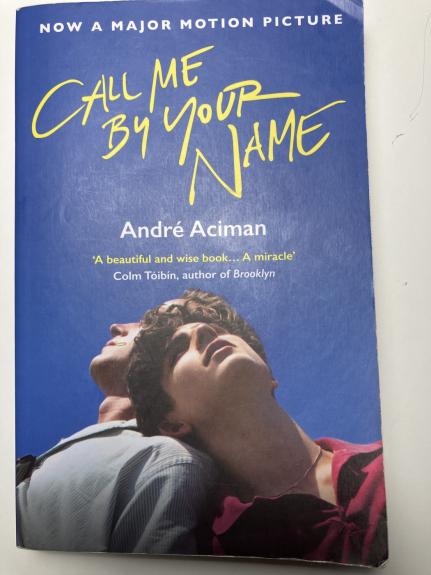 NOW A MAJOR MOTION PICTURE
CALL ME
BY YOUR
NAME
André Aciman
‘A beautiful and wise book… A miracle’
Colm Tóibín, author of Brooklyn